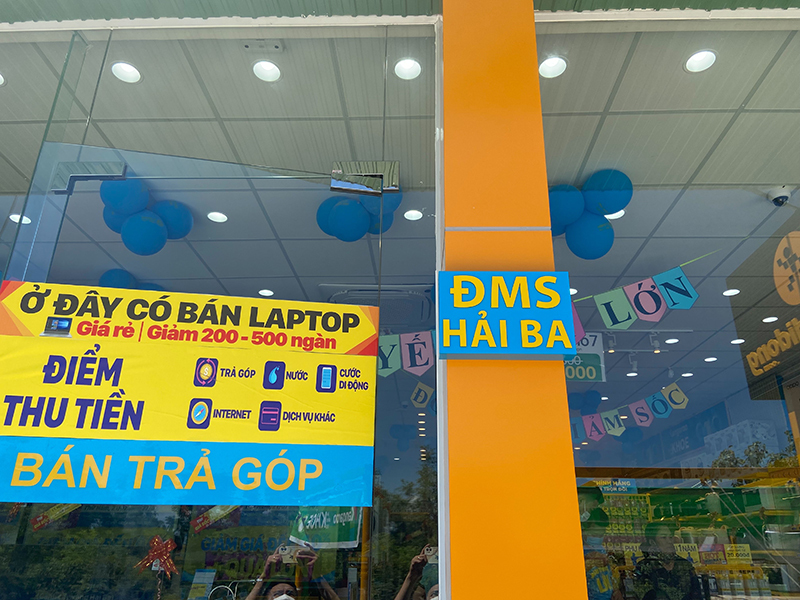 Ở ĐÂY CÓ BÁN LAPTOP
Giá rẻ | Giảm 200 - 500 ngàn
ĐIỂM
THU TIỀN
TRẢ GÓP
NƯỚC
CƯỚC
DI ĐỘNG
INTERNET
DỊCH VỤ KHÁC
BÁN TRẢ GÓP
ĐMS
HẢI BA
YẾ
LỚN
SÓC